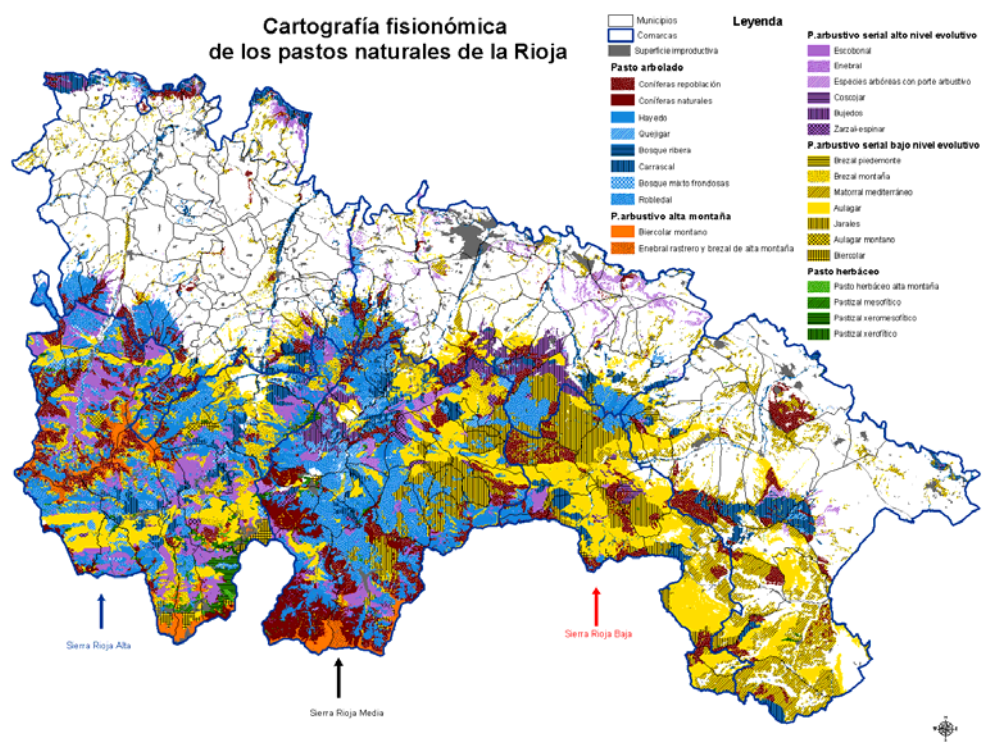 Cartografía fisionómica
de los pastos naturales de la Rioja
Leyenda
Municipios
Comarcas
Superficie improductiva
Pasto arbolado
Coníferas repoblación
Coníferas naturales
Hayedo
Quejigar
Bosque ribera
Carrascal
Bosque mixto frondosas
Robledal
P.arbustivo alta montaña
Biercolar montano
Enebral rastrero y brezal de alta montaña
P.arbustivo serial alto nivel evolutivo
Escobonal
Enebral
Especies arbóreas con porte arbustivo
Coscojar
Bujedos
Zarzal-espinar
P.arbustivo serial bajo nivel evolutivo
Brezal piedemonte
Brezal montaña
Matorral mediterráneo
Aulagar
Jarales
Aulagar montano
Biercolar
Pasto herbáceo
Pasto herbáceo alta montaña
Pastizal mesofítico
Pastizal xeromesofítico
Pastizal xerofítico
Sierra Rioja Alta
Sierra Rioja Media
Sierra Rioja Baja